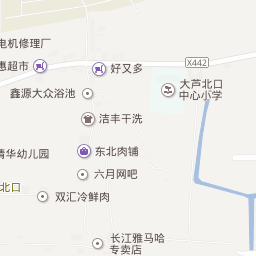 电机修理厂
X442
惠超市
好又多
大芦北口
中心小学
鑫源大众浴池
洁丰干洗
清华幼儿园
东北肉铺
六月网吧
北口
双汇冷鲜肉
长江雅马哈
专卖店